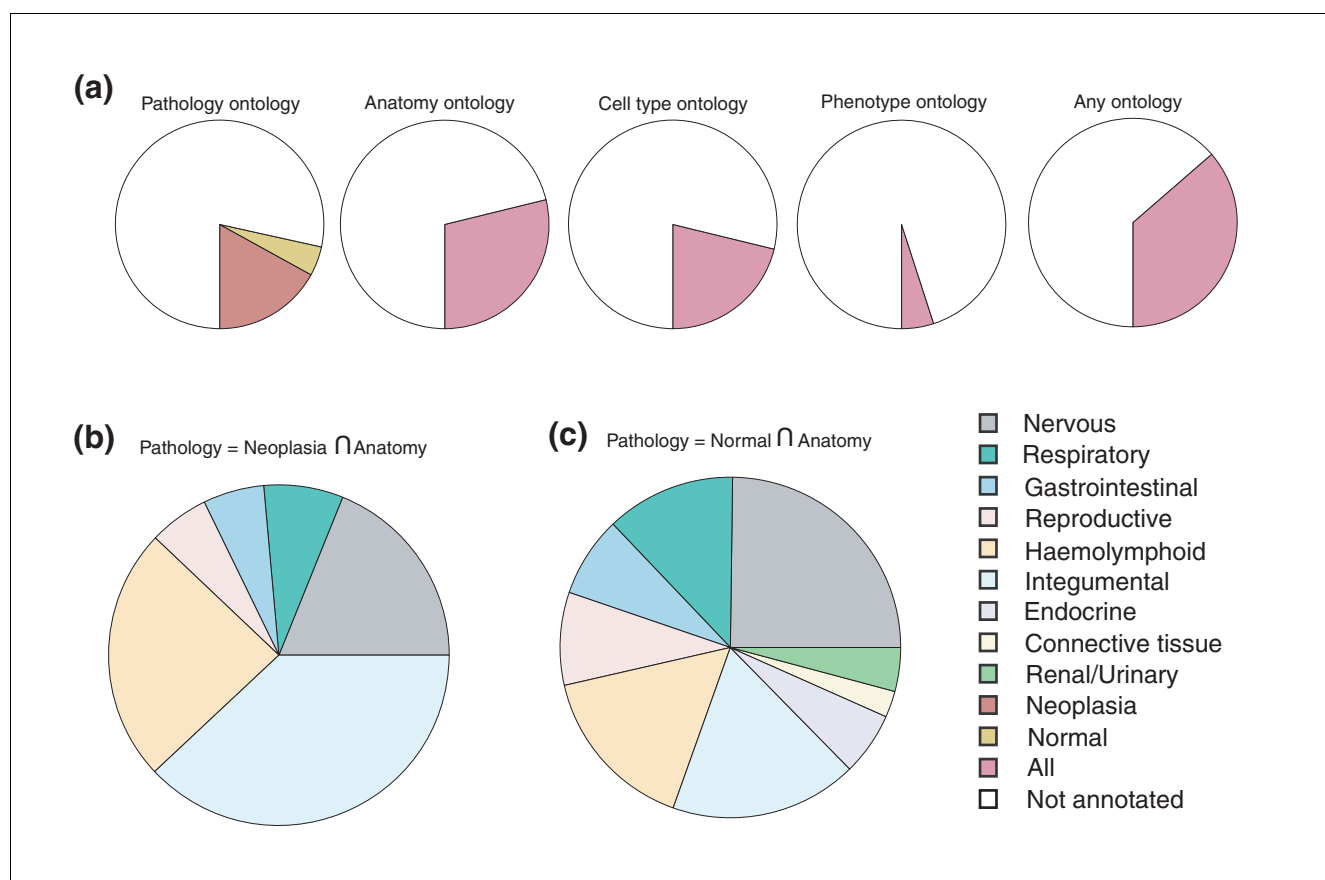 (a)
Pathology ontology
Anatomy ontology
Cell type ontology
Phenotype ontology
Any ontology
(b)
Pathology = Neoplasia ∩ Anatomy
(c)
Pathology = Normal ∩ Anatomy
Nervous
Respiratory
Gastrointestinal
Reproductive
Haemolymphoid
Integumental
Endocrine
Connective tissue
Renal/Urinary
Neoplasia
Normal
All
Not annotated